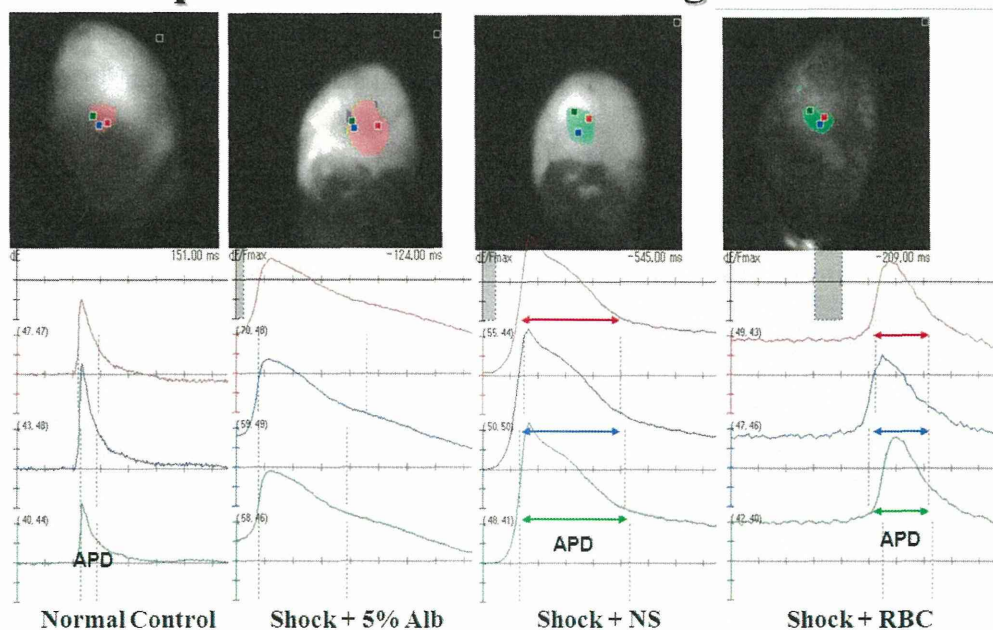 dF 151.00 ms
dF/Fmax -124.00 ms
dF/Fmax -545.00 ms
dF/Fmax -209.00 ms
(47.47)
(70.48)
(55.44)
(49.43)
(43.48)
(59.49)
(50.50)
(47.46)
(40.44)
(58.46)
(48.41)
(42.40)
APD
APD
APD
Normal Control
Shock + 5% Alb
Shock + NS
Shock + RBC